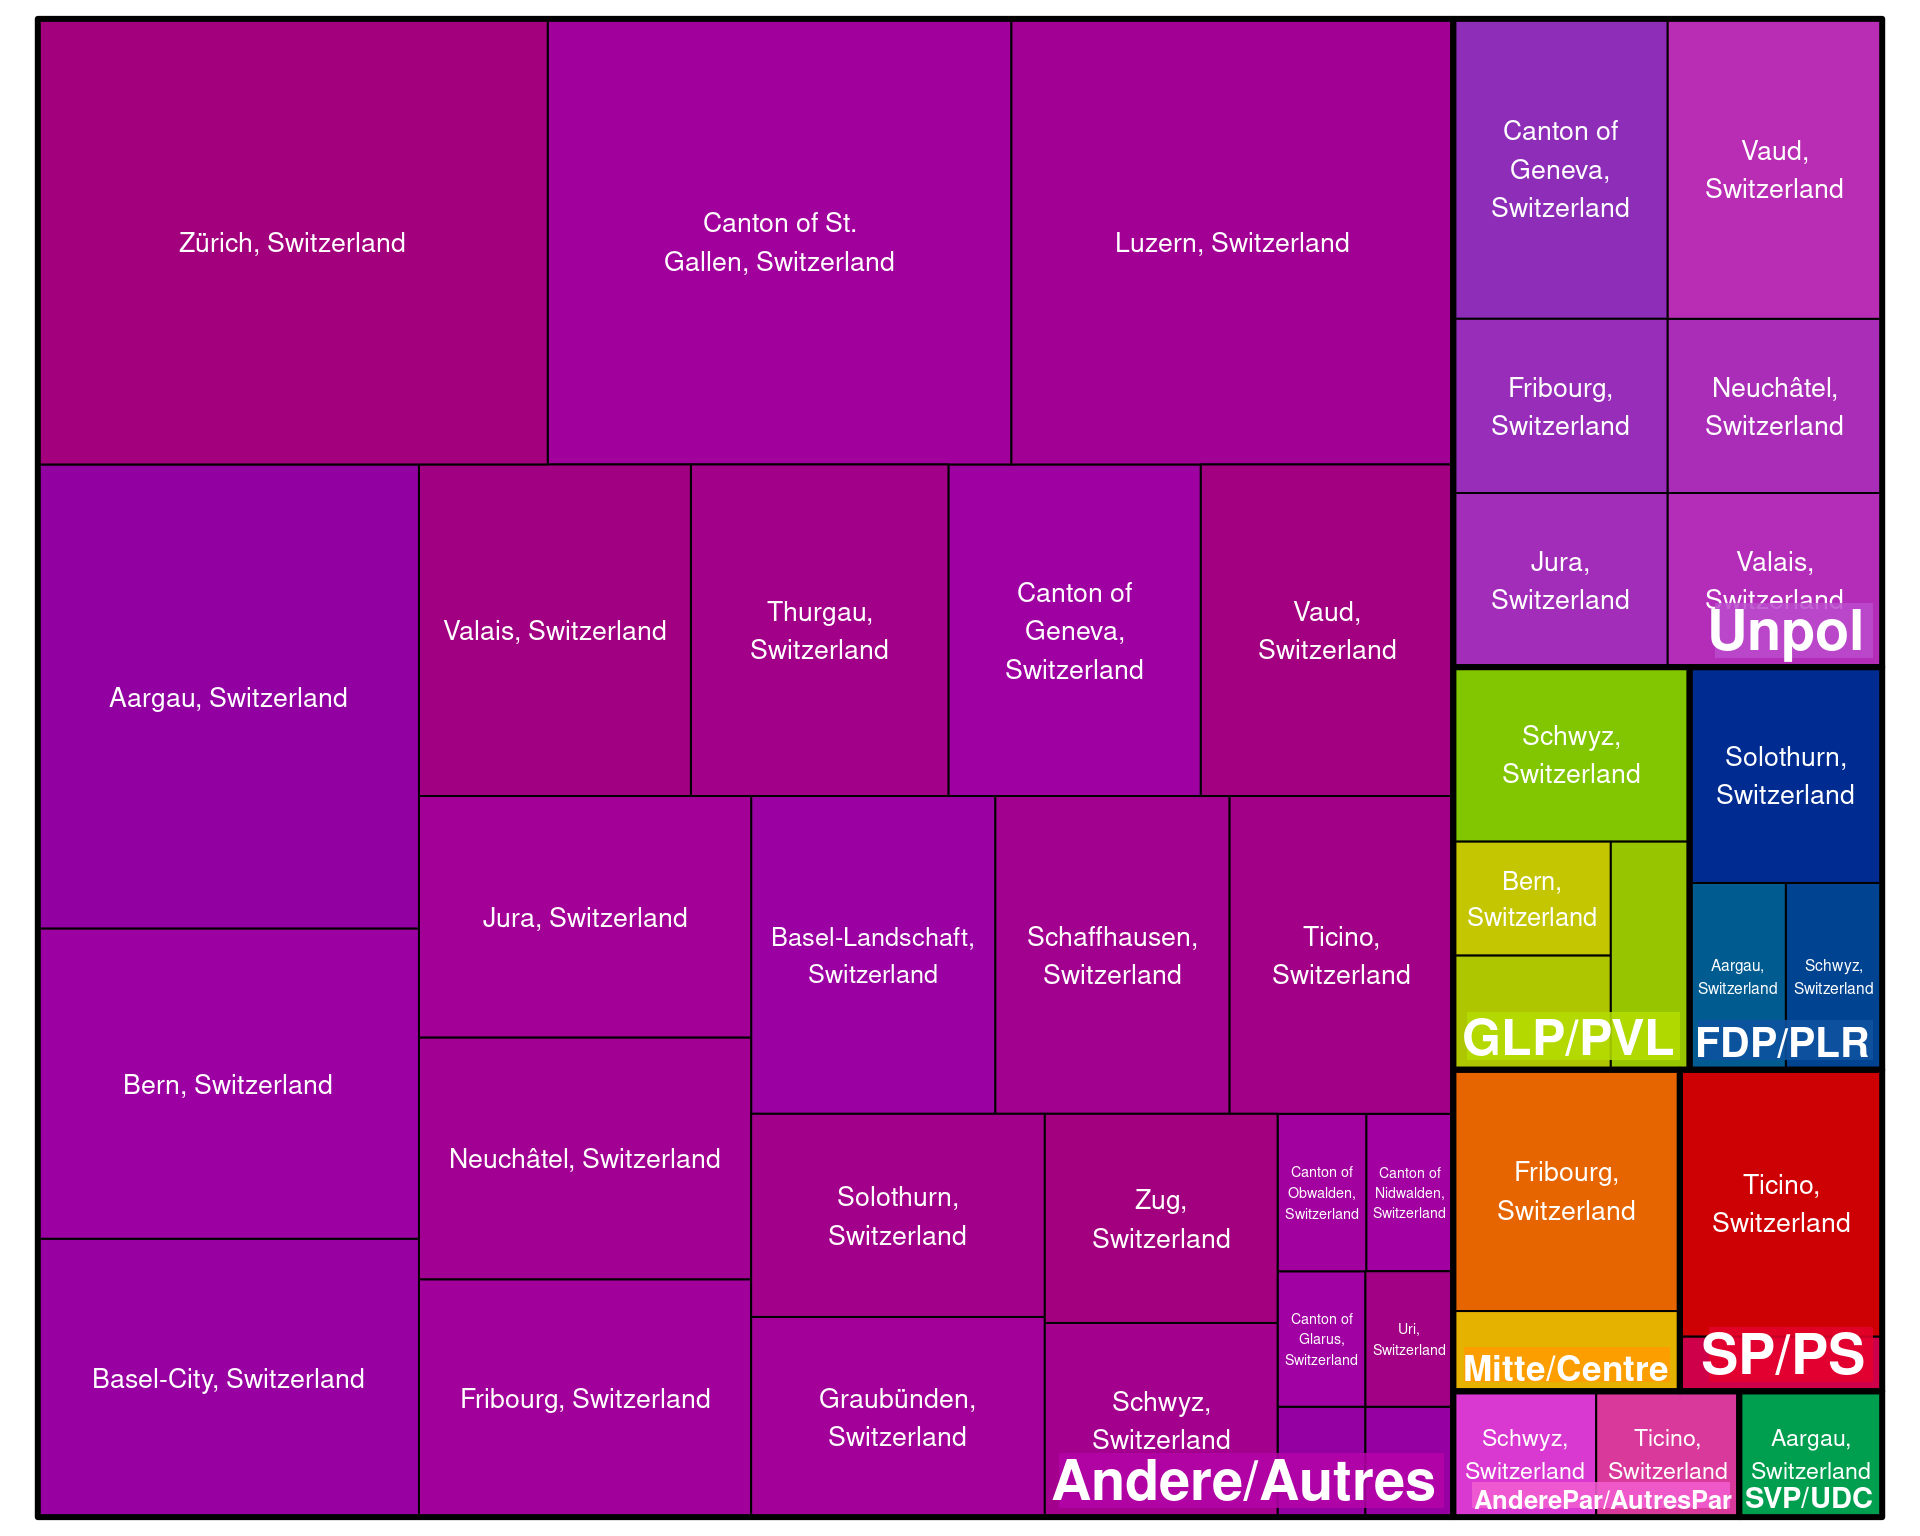 Zürich, Switzerland
Canton of St.
Gallen, Switzerland
Luzern, Switzerland
Aargau, Switzerland
Valais, Switzerland
Thurgau,
Switzerland
Canton of
Geneva,
Switzerland
Vaud,
Switzerland
Bern, Switzerland
Basel-City, Switzerland
Jura, Switzerland
Neuchâtel, Switzerland
Fribourg, Switzerland
Basel-Landschaft,
Switzerland
Schaffhausen,
Switzerland
Ticino,
Switzerland
Solothurn,
Switzerland
Graubünden,
Switzerland
Zug,
Switzerland
Schwyz,
Switzerland
Canton of
Obwalden,
Switzerland
Canton of
Nidwalden,
Switzerland
Canton of
Glarus,
Switzerland
Uri,
Switzerland
Andere/Autres
Canton of
Geneva,
Switzerland
Vaud,
Switzerland
Fribourg,
Switzerland
Neuchâtel,
Switzerland
Jura,
Switzerland
Valais,
Switzerland
Unpol
Schwyz,
Switzerland
Bern,
Switzerland
GLP/PVL
Solothurn,
Switzerland
Aargau,
Switzerland
Schwyz,
Switzerland
FDP/PLR
Fribourg,
Switzerland
Mitte/Centre
Ticino,
Switzerland
SP/PS
Schwyz,
Switzerland
Ticino,
Switzerland
AnderePar/AutresPar
Aargau,
Switzerland
SVP/UDC